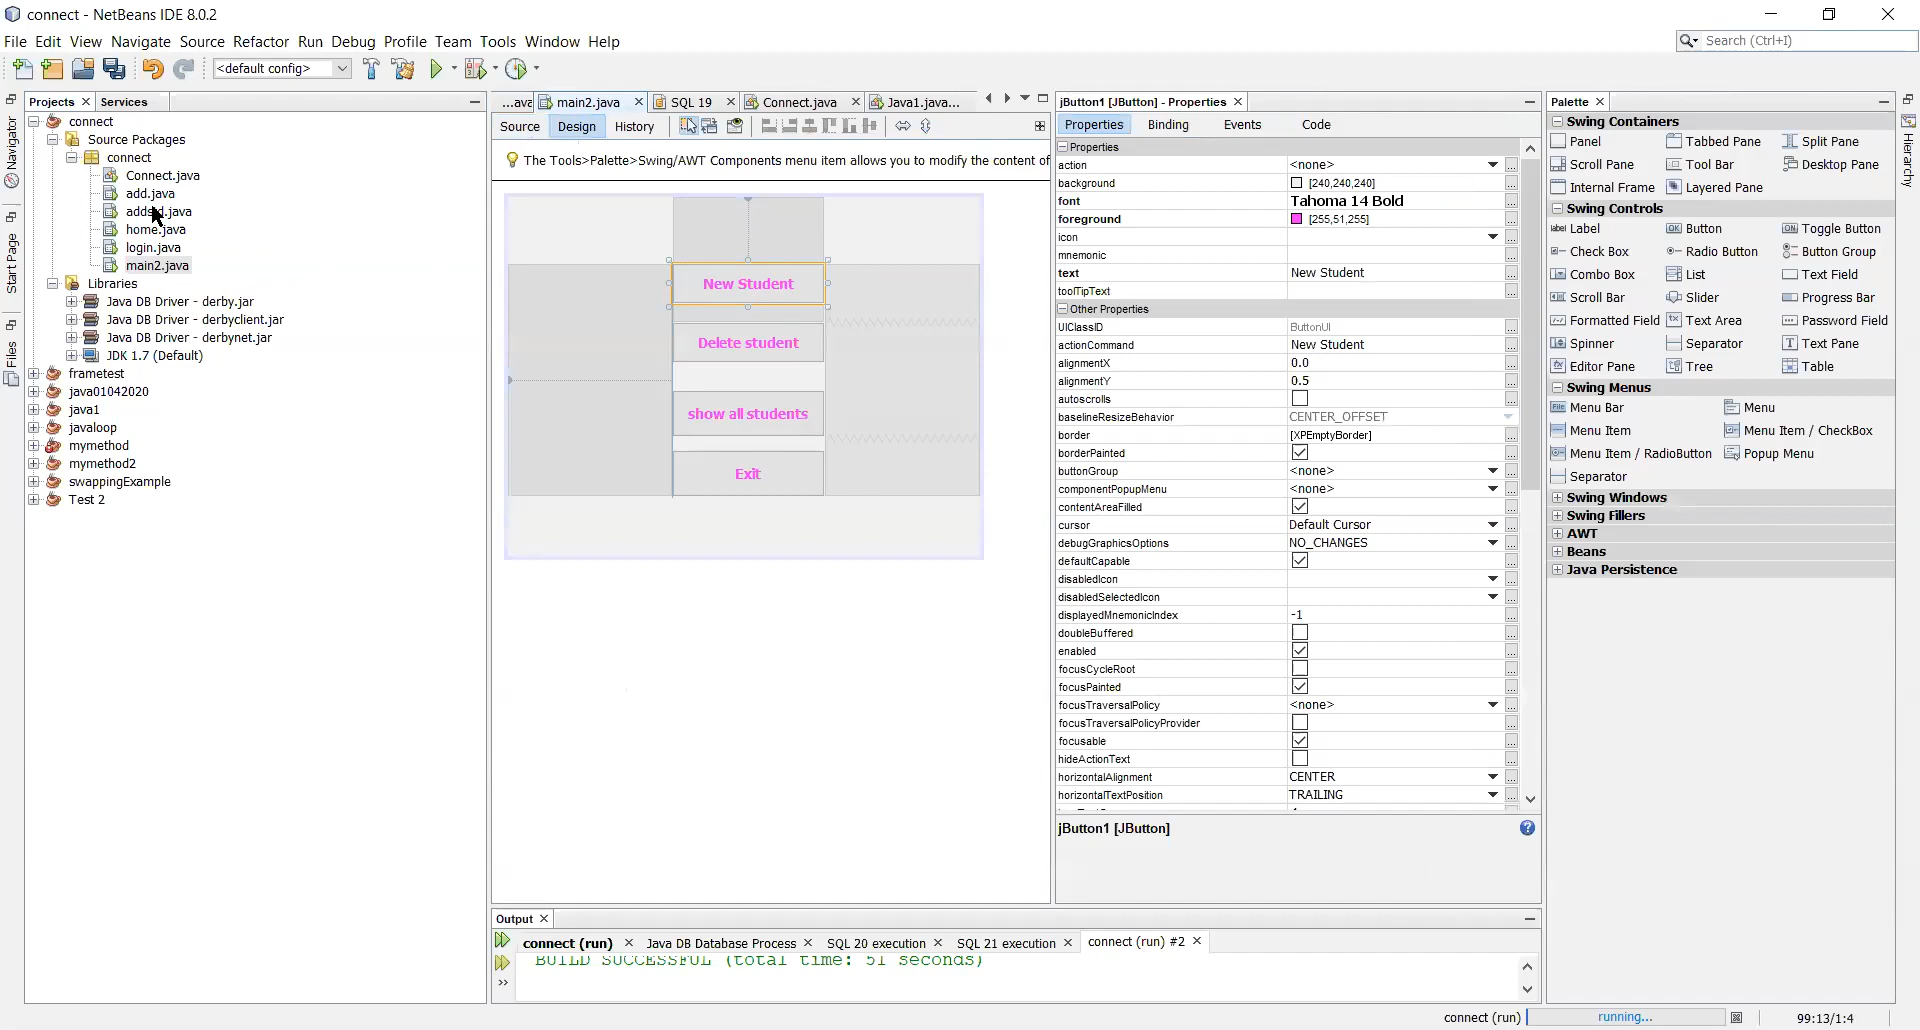 connect - NetBeans IDE 8.0.2
File Edit View Navigate Source Refactor Run Debug Profile Team Tools Window Help
Search (Ctrl+I)
<default config>
Projects
Services
Navigator
Start Page
Files
connect
Source Packages
connect
Connect.java
add.java
home.java
login.java
main2.java
Libraries
Java DB Driver - derby.jar
Java DB Driver - derbyclient.jar
Java DB Driver - derbynet.jar
JDK 1.7 (Default)
frametest
java01042020
java1
javaloop
mymethod
mymethod2
swappingExample
Test 2
...ava main2.java SQL 19 Connect.java Java1.java...
Source Design History
The Tools>Palette>Swing/AWT Components menu item allows you to modify the content of
New Student
Delete student
show all students
Exit
jButton1 [JButton] - Properties
Properties Binding Events Code
Properties
action <none>
background [240,240,240]
font Tahoma 14 Bold
foreground [255,51,255]
icon
mnemonic
text New Student
toolTipText
Other Properties
UIClassID ButtonUI
actionCommand New Student
alignmentX 0.0
alignmentY 0.5
autoscrolls
baselineResizeBehavior CENTER_OFFSET
border [XPEmptyBorder]
borderPainted
buttonGroup <none>
componentPopupMenu <none>
contentAreaFilled
cursor Default Cursor
debugGraphicsOptions NO_CHANGES
defaultCapable
disabledIcon
disabledSelectedIcon
displayedMnemonicIndex -1
doubleBuffered
enabled
focusCycleRoot
focusPainted
focusTraversalPolicy <none>
focusTraversalPolicyProvider
focusable
hideActionText
horizontalAlignment CENTER
horizontalTextPosition TRAILING
jButton1 [JButton]
Palette
Swing Containers
Panel Tabbed Pane Split Pane
Scroll Pane Tool Bar Desktop Pane
Internal Frame Layered Pane
Swing Controls
Label Button Toggle Button
Check Box Radio Button Button Group
Combo Box List Text Field
Scroll Bar Slider Progress Bar
Formatted Field Text Area Password Field
Spinner Separator Text Pane
Editor Pane Tree Table
Swing Menus
Menu Bar Menu
Menu Item Menu Item / CheckBox
Menu Item / RadioButton Popup Menu
Separator
Swing Windows
Swing Fillers
AWT
Beans
Java Persistence
Hierarchy
Output
connect (run) Java DB Database Process SQL 20 execution SQL 21 execution connect (run) #2
BUILD SUCCESSFUL (total time: 51 seconds)
connect (run) running... 99:13/1:4